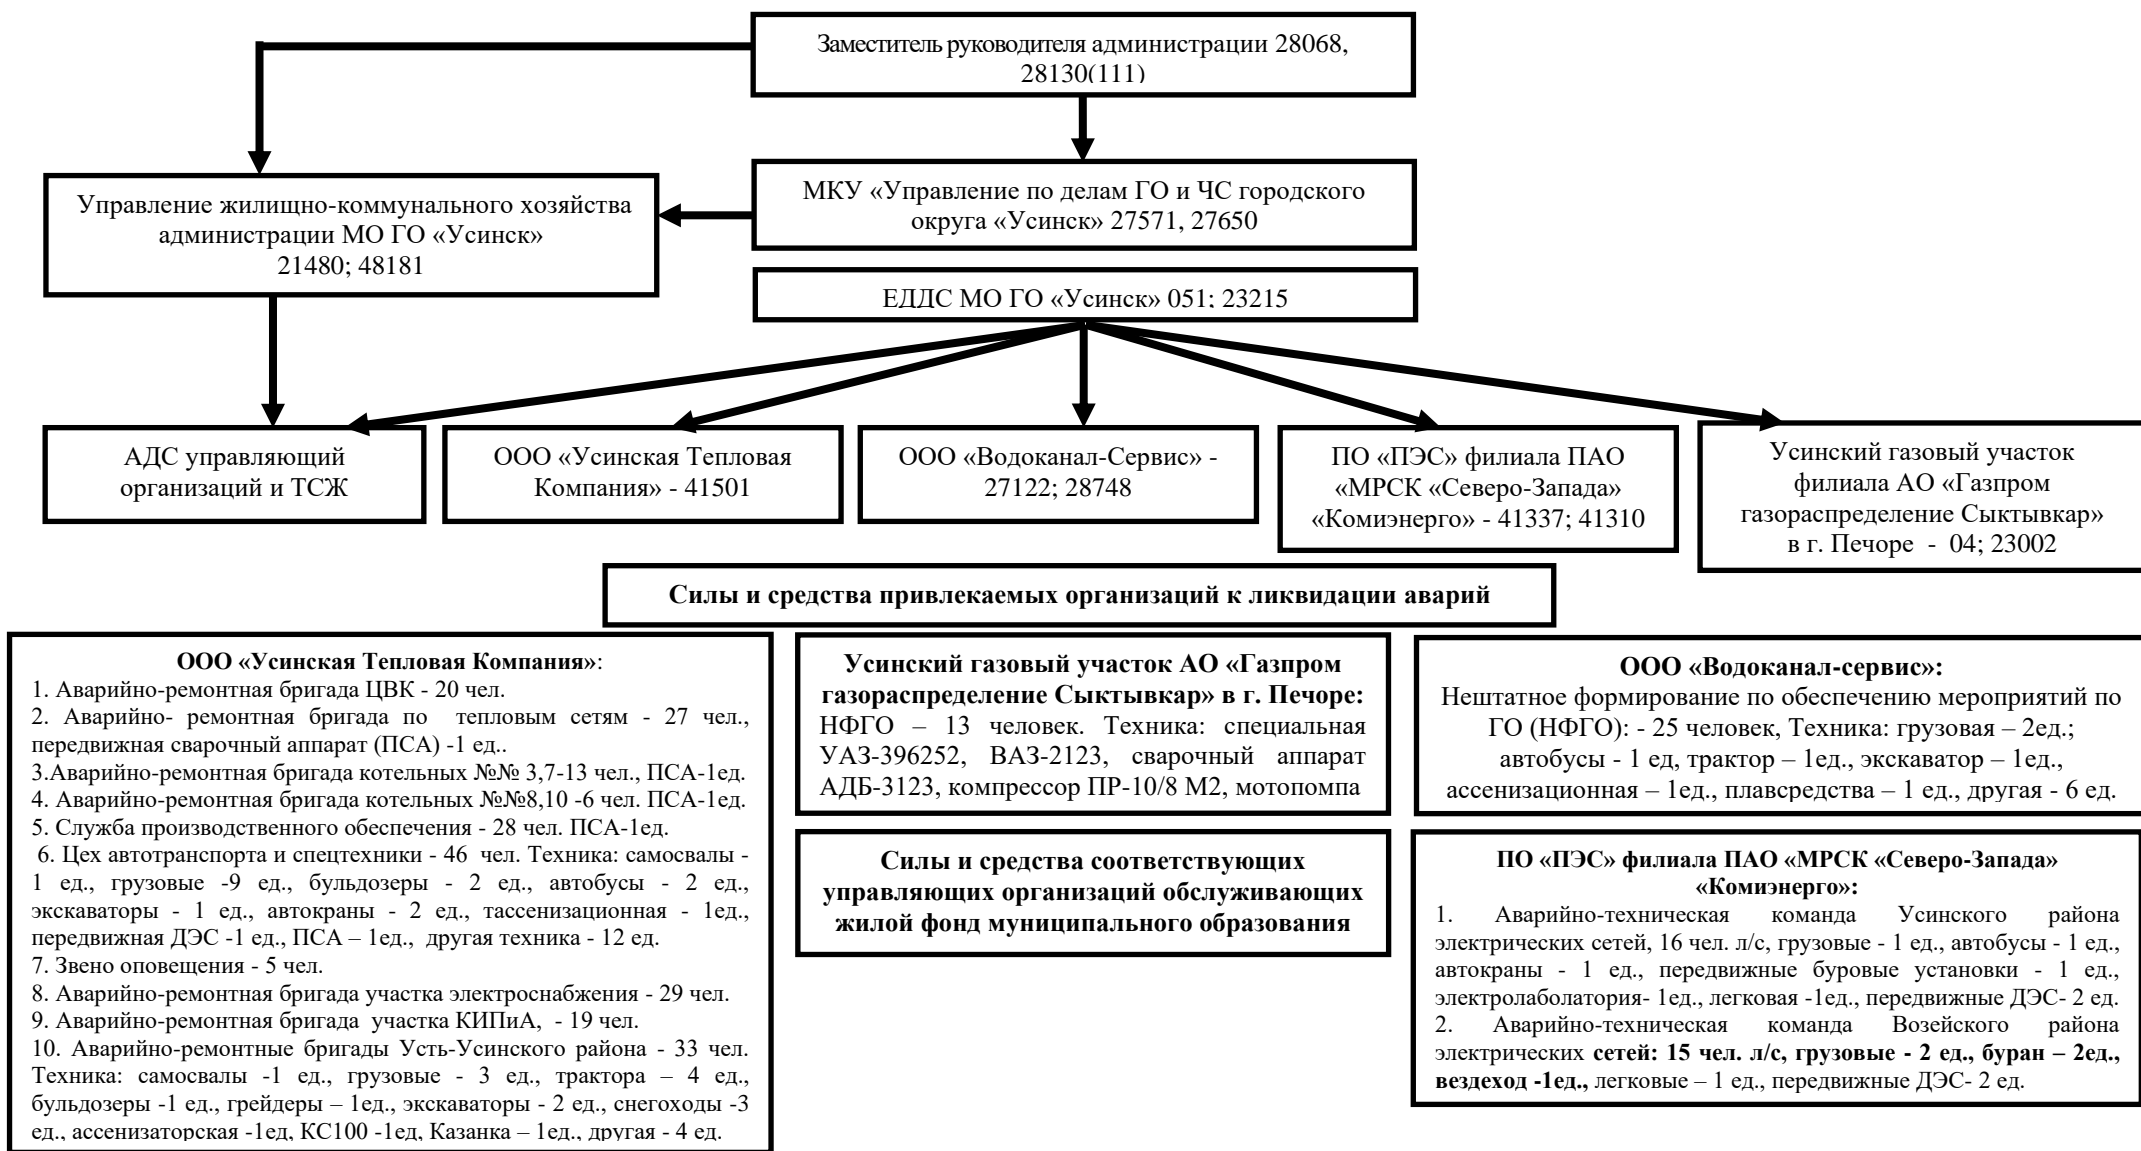 Заместитель руководителя администрации 28068,
28130(111)
Управление жилищно-коммунального хозяйства
администрации МО ГО «Усинск»
21480; 48181
МКУ «Управление по делам ГО и ЧС городского
округа «Усинск» 27571, 27650
ЕДДС МО ГО «Усинск» 051; 23215
АДС управляющий
организаций и ТСЖ
ООО «Усинская Тепловая
Компания» - 41501
ООО «Водоканал-Сервис» -
27122; 28748
ПО «ПЭС» филиала ПАО
«МРСК «Северо-Запада»
«Комиэнерго» - 41337; 41310
Усинский газовый участок
филиала АО «Газпром
газораспределение Сыктывкар»
в г. Печоре - 04; 23002
Силы и средства привлекаемых организаций к ликвидации аварий
ООО «Усинская Тепловая Компания»:
1. Аварийно-ремонтная бригада ЦВК - 20 чел.
2. Аварийно- ремонтная бригада по тепловым сетям - 27 чел.,
передвижная сварочный аппарат (ПСА) -1 ед..
3.Аварийно-ремонтная бригада котельных №№ 3,7-13 чел., ПСА-1ед.
4. Аварийно-ремонтная бригада котельных №№8,10 -6 чел. ПСА-1ед.
5. Служба производственного обеспечения - 28 чел. ПСА-1ед.
6. Цех автотранспорта и спецтехники - 46 чел. Техника: самосвалы -
1 ед., грузовые -9 ед., бульдозеры - 2 ед., автобусы - 2 ед.,
экскаваторы - 1 ед., автокраны - 2 ед., тассенизационная - 1ед.,
передвижная ДЭС -1 ед., ПСА – 1ед., другая техника - 12 ед.
7. Звено оповещения - 5 чел.
8. Аварийно-ремонтная бригада участка электроснабжения - 29 чел.
9. Аварийно-ремонтная бригада участка КИПиА, - 19 чел.
10. Аварийно-ремонтные бригады Усть-Усинского района - 33 чел.
Техника: самосвалы -1 ед., грузовые - 3 ед., трактора – 4 ед.,
бульдозеры -1 ед., грейдеры – 1ед., экскаваторы - 2 ед., снегоходы -3
ед., ассенизаторская -1ед, КС100 -1ед, Казанка – 1ед., другая - 4 ед.
Усинский газовый участок АО «Газпром
газораспределение Сыктывкар» в г. Печоре:
НФГО – 13 человек. Техника: специальная
УАЗ-396252, ВАЗ-2123, сварочный аппарат
АДБ-3123, компрессор ПР-10/8 М2, мотопомпа
Силы и средства соответствующих
управляющих организаций обслуживающих
жилой фонд муниципального образования
ООО «Водоканал-сервис»:
Нештатное формирование по обеспечению мероприятий по
ГО (НФГО): - 25 человек, Техника: грузовая – 2ед.;
автобусы - 1 ед, трактор – 1ед., экскаватор – 1ед.,
ассенизационная – 1ед., плавсредства – 1 ед., другая - 6 ед.
ПО «ПЭС» филиала ПАО «МРСК «Северо-Запада»
«Комиэнерго»:
1. Аварийно-техническая команда Усинского района
электрических сетей, 16 чел. л/с, грузовые - 1 ед., автобусы - 1 ед.,
автокраны - 1 ед., передвижные буровые установки - 1 ед.,
электролаболатория- 1ед., легковая -1ед., передвижные ДЭС- 2 ед.
2. Аварийно-техническая команда Возейского района
электрических сетей: 15 чел. л/с, грузовые - 2 ед., буран – 2ед.,
вездеход -1ед., легковые – 1 ед., передвижные ДЭС- 2 ед.